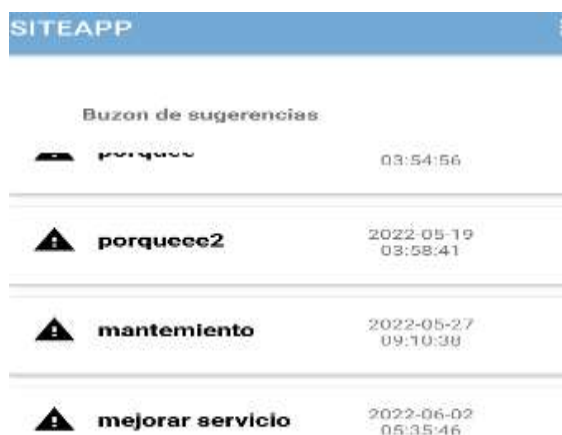 SITEAPP
Buzon de sugerencias
porquee
03:54:56
porqueee2
2022-05-19
03:58:41
mantemiento
2022-05-27
09:10:38
mejorar servicio
2022-06-02
05:35:46